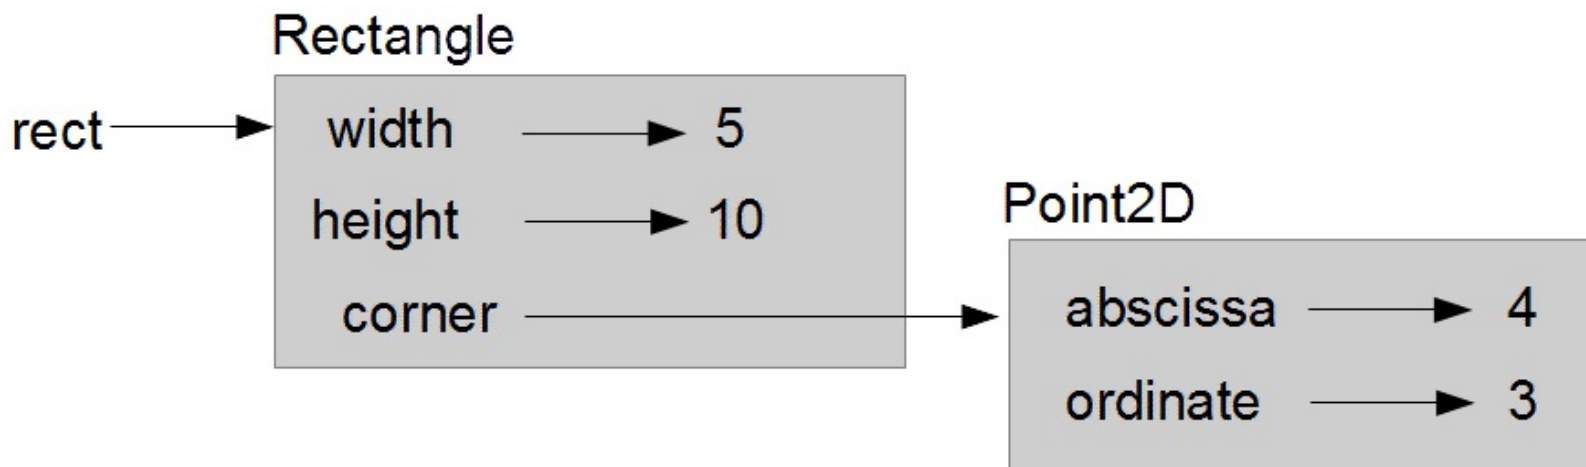 Rectangle
rect
width 5
height 10
corner
Point2D
abscissa 4
ordinate 3